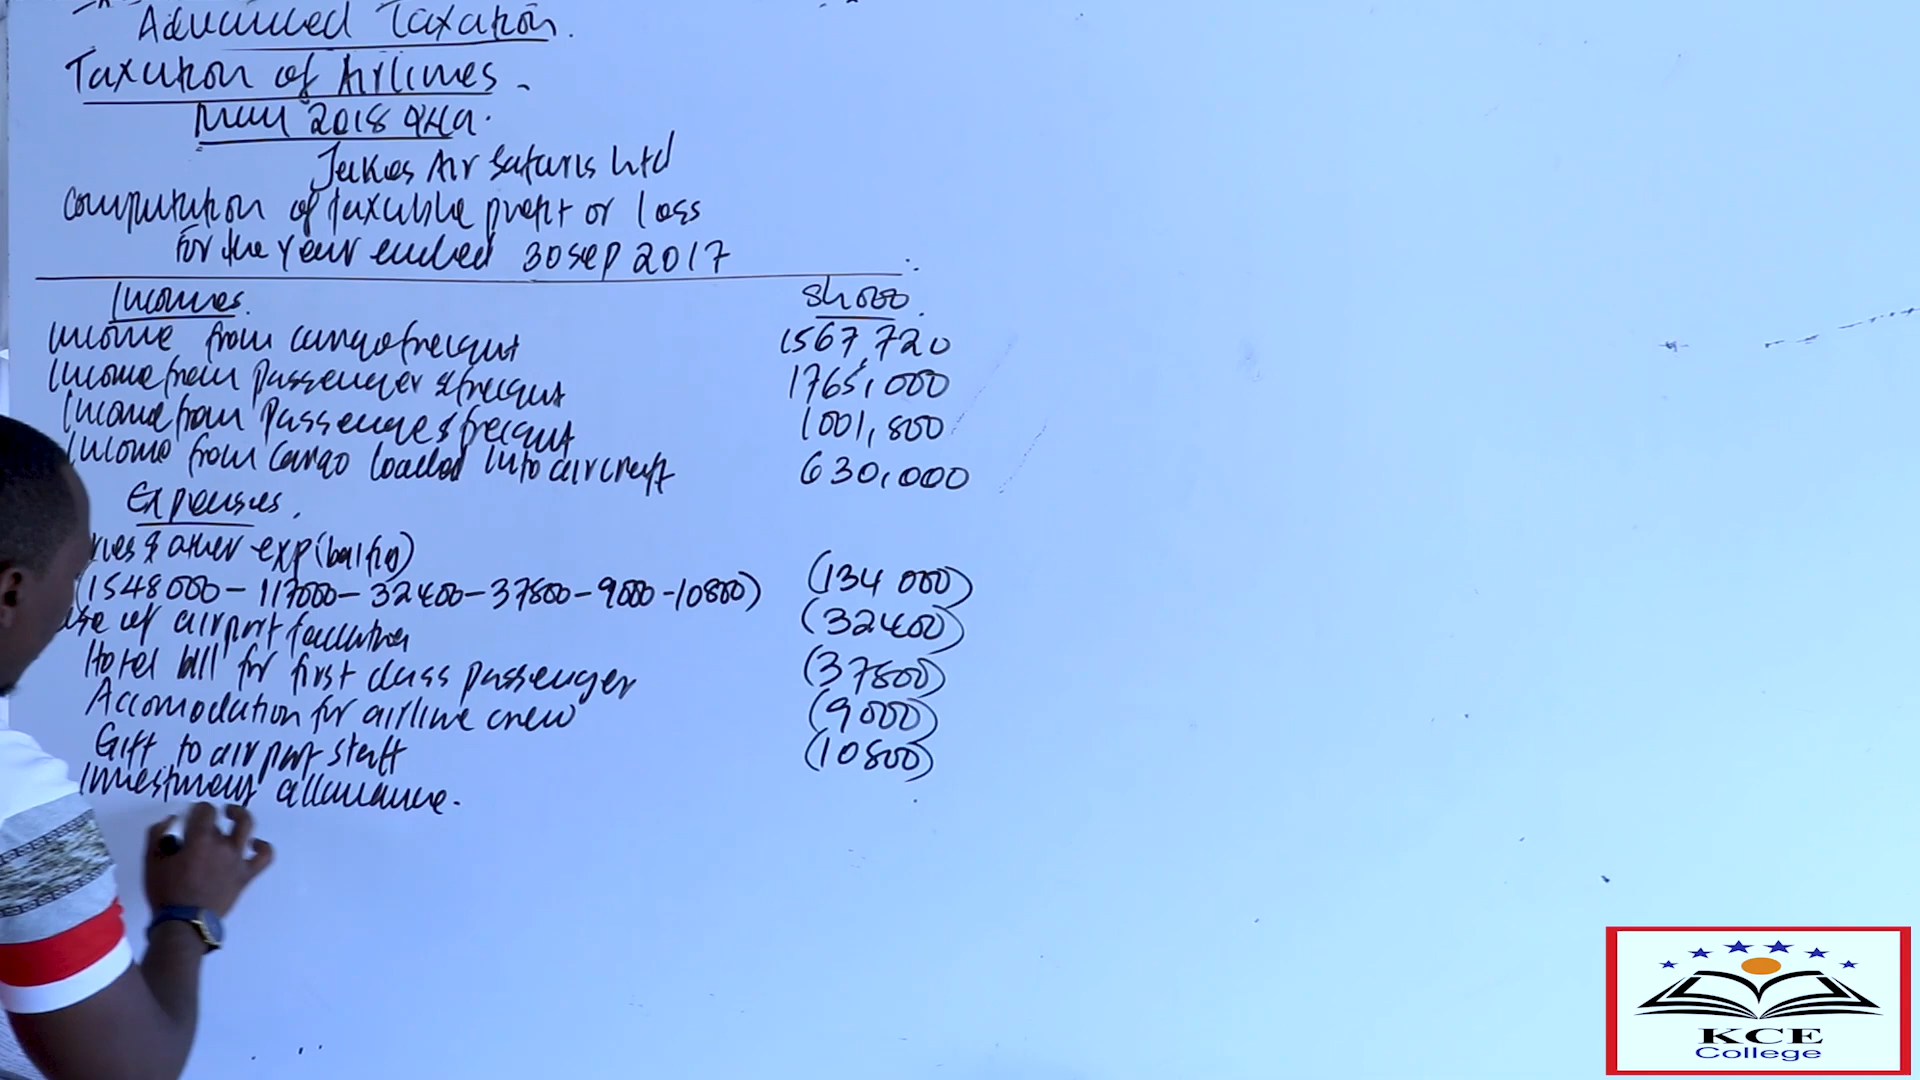 Advanced Taxation.
Taxation of Airlines
May 2018 Q4a.
Jakes Air Safaris Ltd
Computation of taxable profit or loss
For the Year ended 30 Sep 2017
Incomes
Sh 000
Income from cargo freight 1567,720
Income from passenger & freight 1765,000
Income from Passenger & freight 1001,800
Income from cargo loaded into aircraft 630,000
Expenses.
& other exp (bal fig)
(1548000 - 117000 - 32400 - 37800 - 9000 - 10800) (134 000)
use of airport facilities (32400)
Hotel bill for first class passenger (37800)
Accomodation for airline crew (9000)
Gift to airport staff (10800)
Investment allowance.
KCE
College